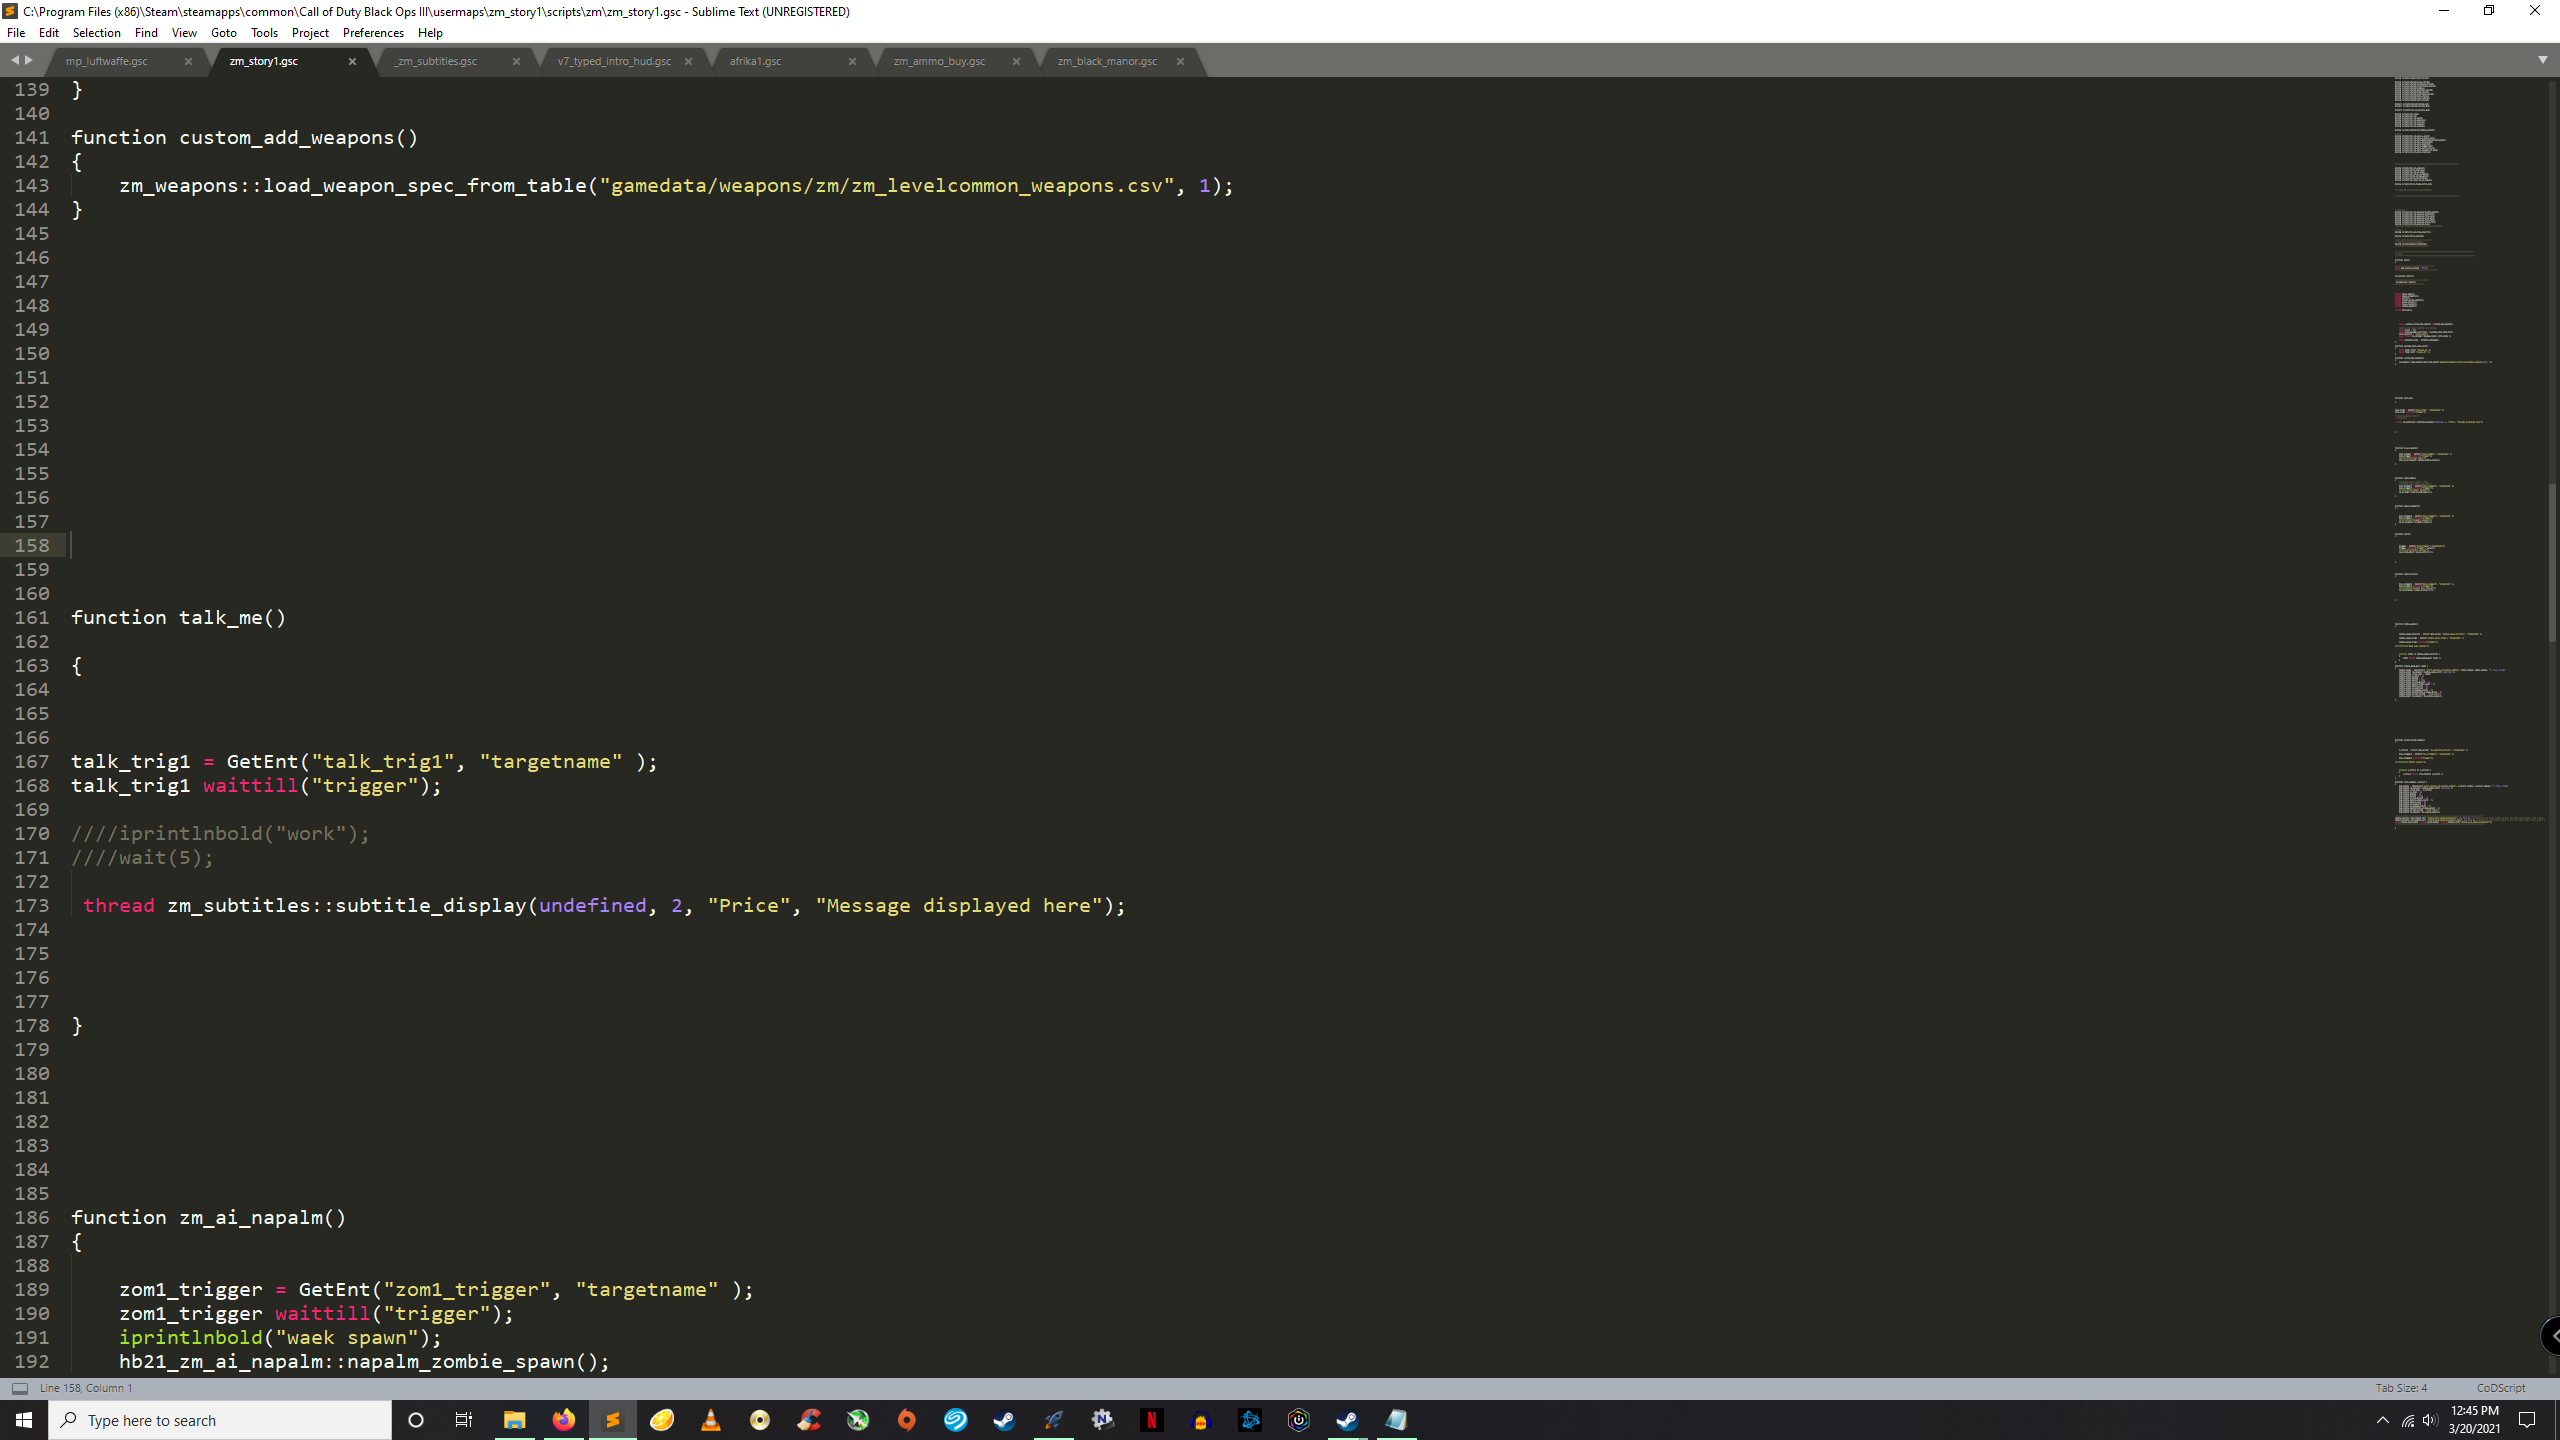 C:\Program Files (x86)\Steam\steamapps\common\Call of Duty Black Ops III\usermaps\zm_story1\scripts\zm\zm_story1.gsc - Sublime Text (UNREGISTERED)
File Edit Selection Find View Goto Tools Project Preferences Help
mp_luftwaffe.gsc zm_story1.gsc _zm_subtitles.gsc v7_typed_intro_hud.gsc afrika1.gsc zm_ammo_buy.gsc zm_black_manor.gsc
139 }
140
141 function custom_add_weapons()
142 {
143 zm_weapons::load_weapon_spec_from_table("gamedata/weapons/zm/zm_levelcommon_weapons.csv", 1);
144 }
145
146
147
148
149
150
151
152
153
154
155
156
157
158
159
160
161 function talk_me()
162
163 {
164
165
166
167 talk_trig1 = GetEnt("talk_trig1", "targetname" );
168 talk_trig1 waittill("trigger");
169
170 ////iprintlnbold("work");
171 ////wait(5);
172
173 thread zm_subtitles::subtitle_display(undefined, 2, "Price", "Message displayed here");
174
175
176
177
178 }
179
180
181
182
183
184
185
186 function zm_ai_napalm()
187 {
188
189 zom1_trigger = GetEnt("zom1_trigger", "targetname" );
190 zom1_trigger waittill("trigger");
191 iprintlnbold("waek spawn");
192 hb21_zm_ai_napalm::napalm_zombie_spawn();
Line 158, Column 1 Tab Size: 4 CoDScript
Type here to search
12:45 PM
3/20/2021